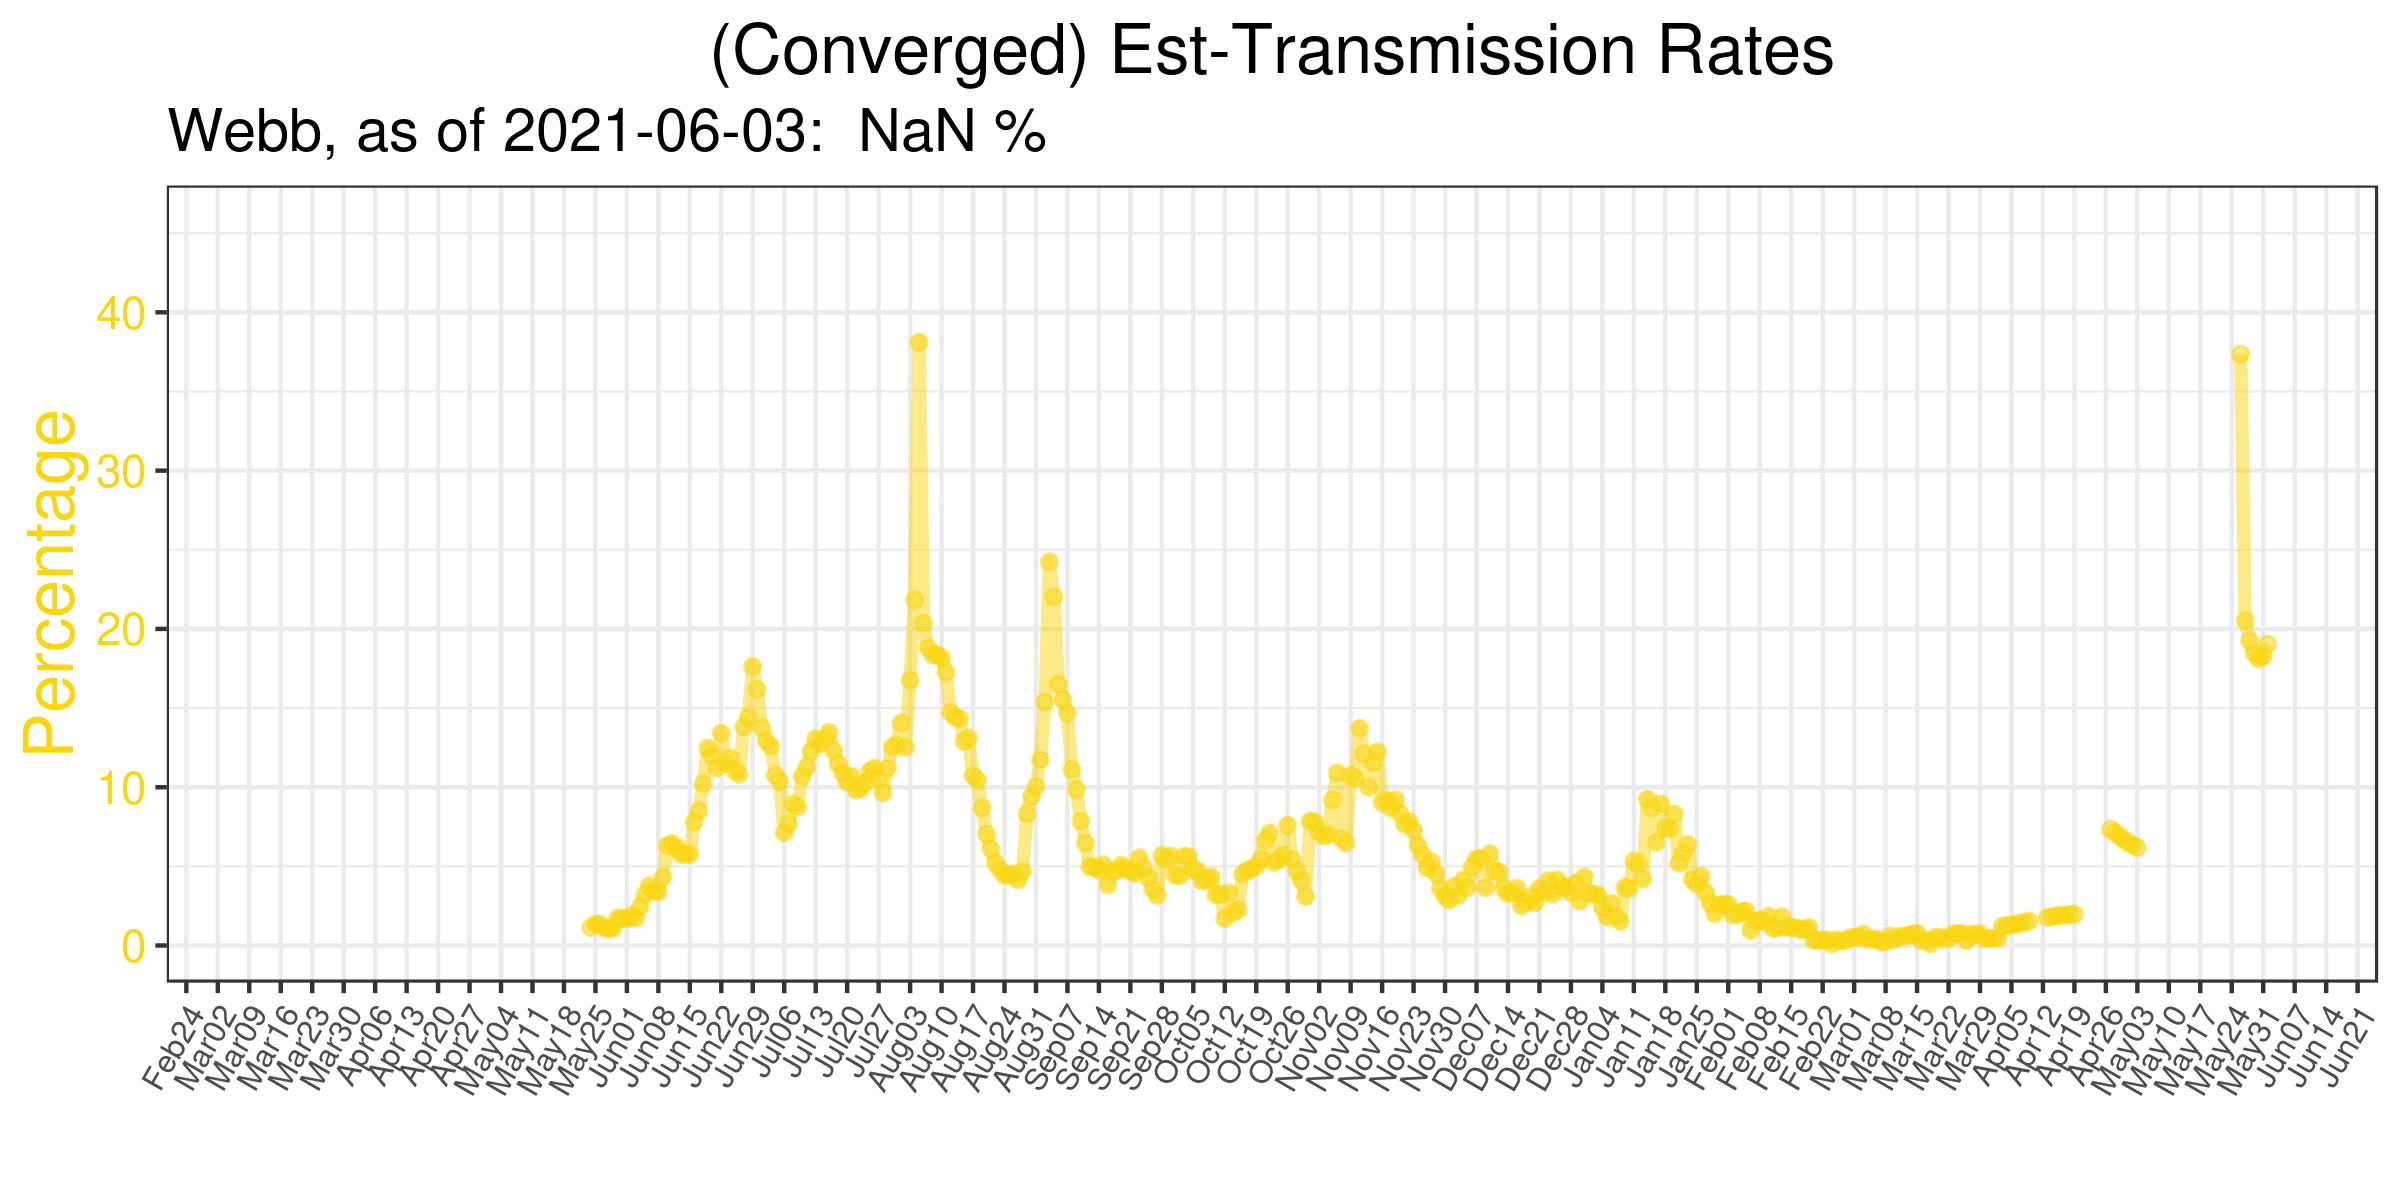 (Converged) Est-Transmission Rates
Webb, as of 2021-06-03:  NaN %
Percentage
40
30
20
10
0
Feb24
Mar02
Mar09
Mar16
Mar23
Mar30
Apr06
Apr13
Apr20
Apr27
May04
May11
May18
May25
Jun01
Jun08
Jun15
Jun22
Jun29
Jul06
Jul13
Jul20
Jul27
Aug03
Aug10
Aug17
Aug24
Aug31
Sep07
Sep14
Sep21
Sep28
Oct05
Oct12
Oct19
Oct26
Nov02
Nov09
Nov16
Nov23
Nov30
Dec07
Dec14
Dec21
Dec28
Jan04
Jan11
Jan18
Jan25
Feb01
Feb08
Feb15
Feb22
Mar01
Mar08
Mar15
Mar22
Mar29
Apr05
Apr12
Apr19
Apr26
May03
May10
May17
May24
May31
Jun07
Jun14
Jun21